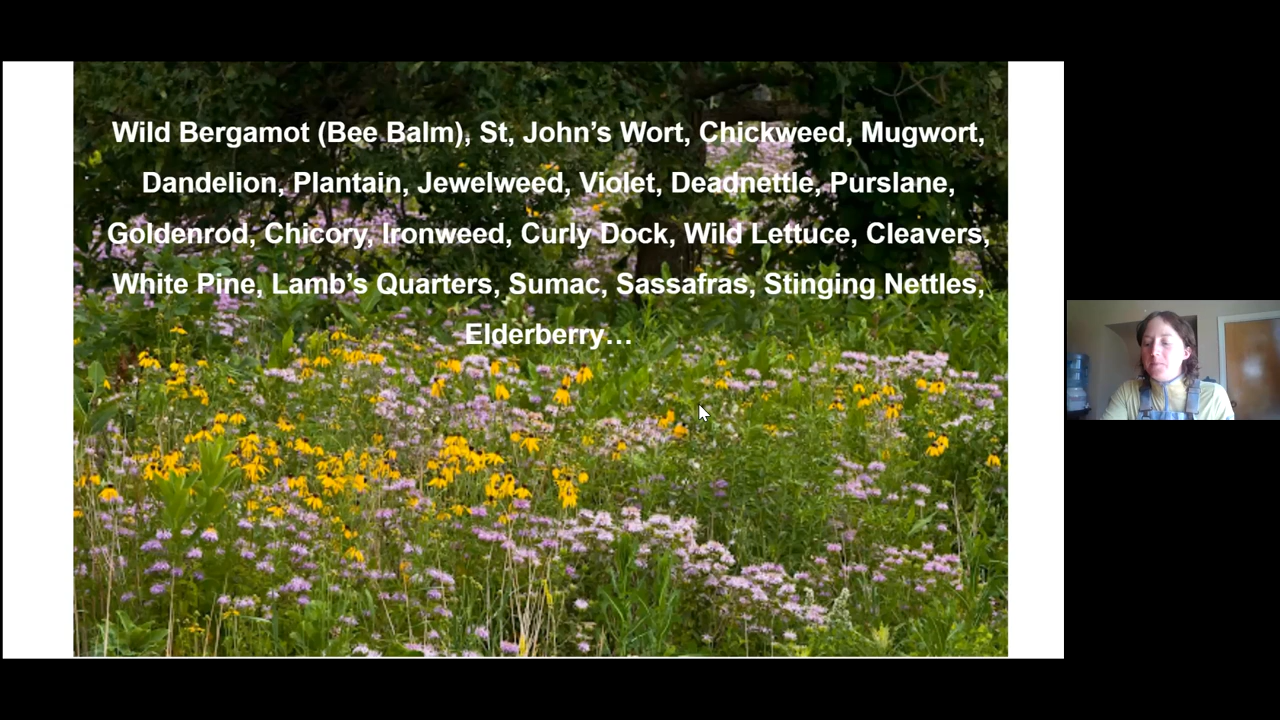 Wild Bergamot (Bee Balm), St, John’s Wort, Chickweed, Mugwort,
Dandelion, Plantain, Jewelweed, Violet, Deadnettle, Purslane,
Goldenrod, Chicory, Ironweed, Curly Dock, Wild Lettuce, Cleavers,
White Pine, Lamb’s Quarters, Sumac, Sassafras, Stinging Nettles,
Elderberry…